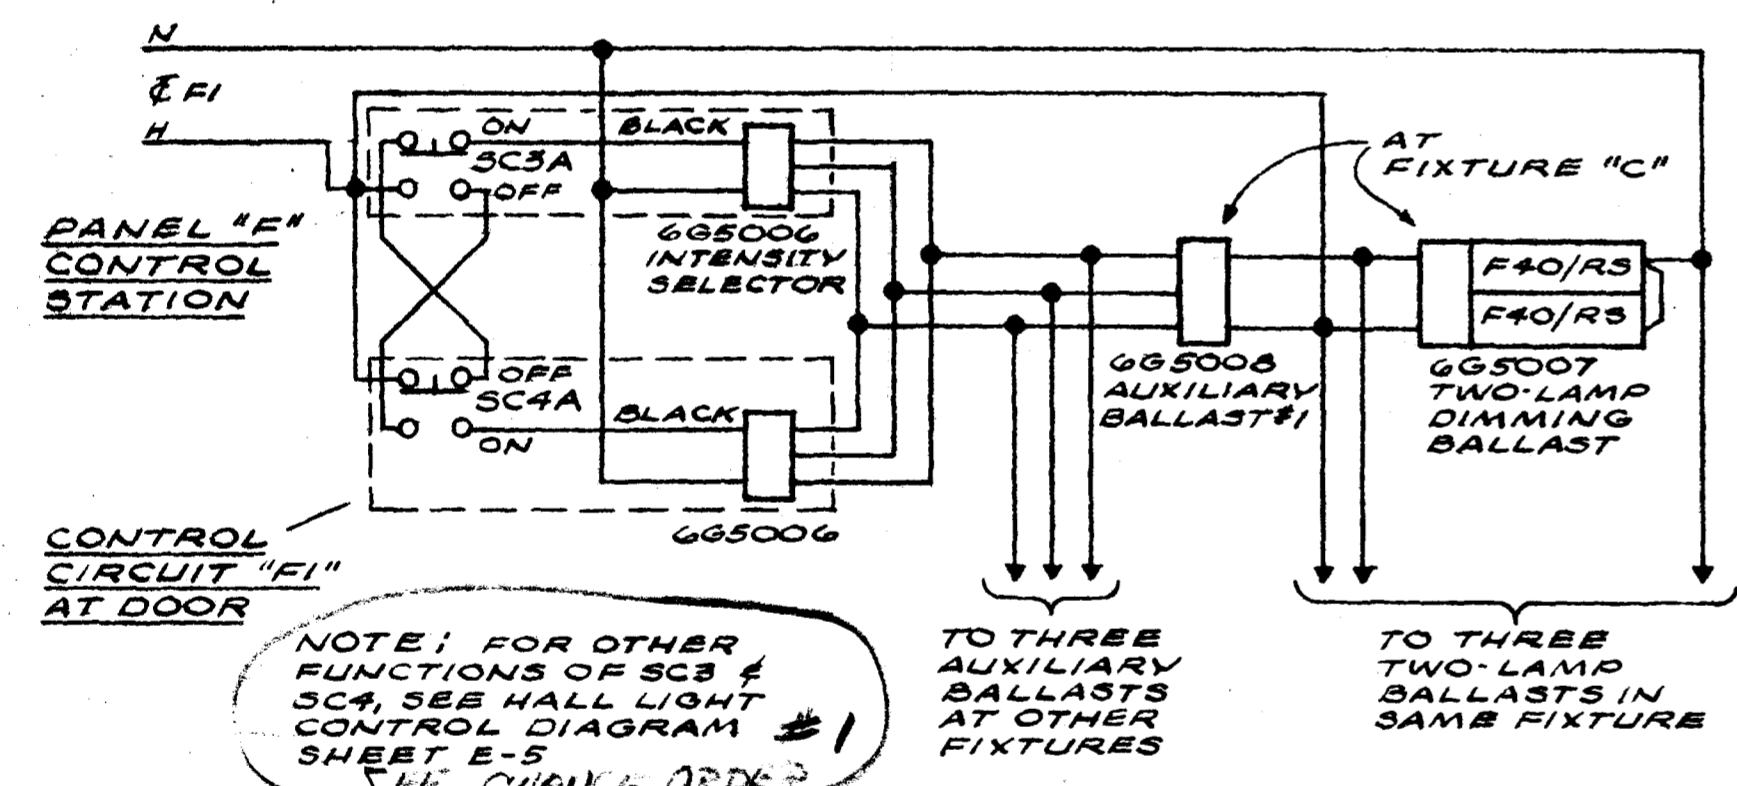 N
₵ F1
H
ON
BLACK
SC3A
OFF
AT
FIXTURE "C"
PANEL "F"
CONTROL
STATION
6G5006
INTENSITY
SELECTOR
F40/RS
F40/RS
OFF
SC4A
BLACK
ON
6G5008
AUXILIARY
BALLAST #1
6G5007
TWO-LAMP
DIMMING
BALLAST
6G5006
CONTROL
CIRCUIT "F1"
AT DOOR
NOTE: FOR OTHER
FUNCTIONS OF SC3 &
SC4, SEE HALL LIGHT
CONTROL DIAGRAM #1
SHEET E-5
SEE CHANGE ORDER
TO THREE
AUXILIARY
BALLASTS
AT OTHER
FIXTURES
TO THREE
TWO-LAMP
BALLASTS IN
SAME FIXTURE